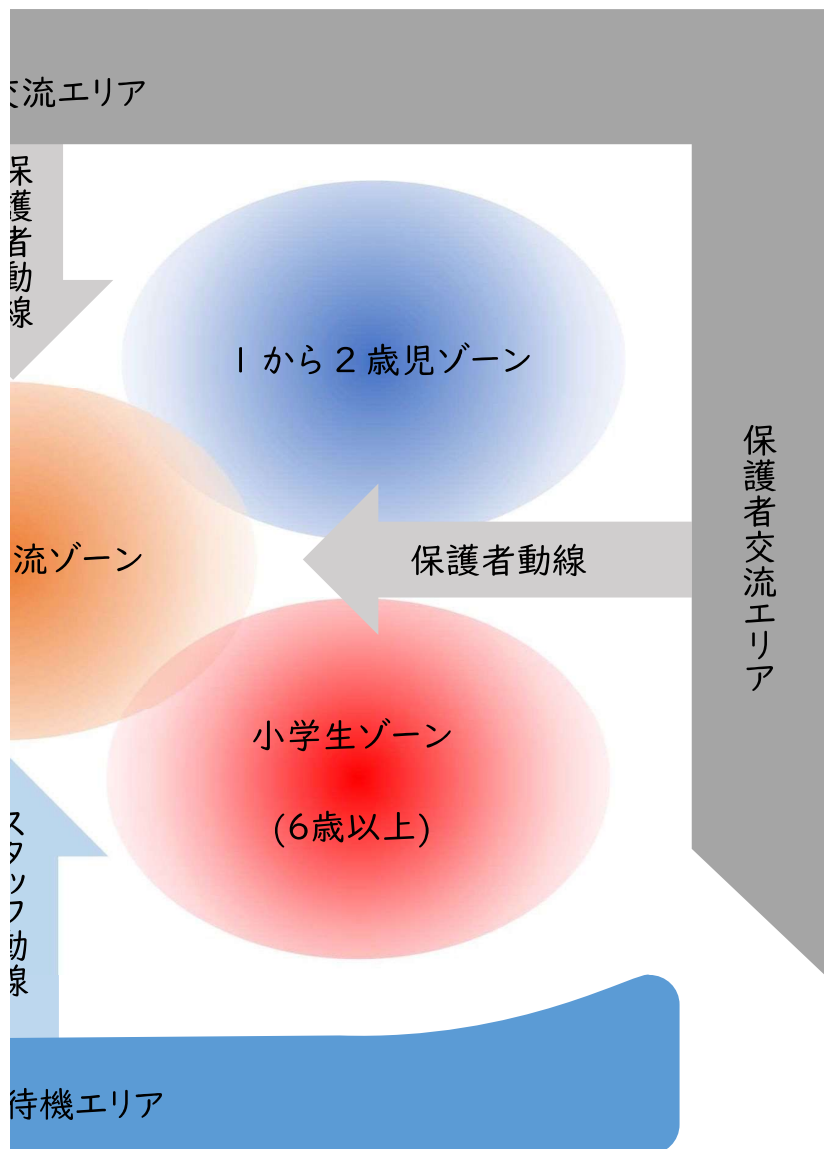 交流エリア
保護者動線
1から2歳児ゾーン
流ゾーン
保護者動線
保護者交流エリア
小学生ゾーン
(6歳以上)
スタッフ動線
待機エリア